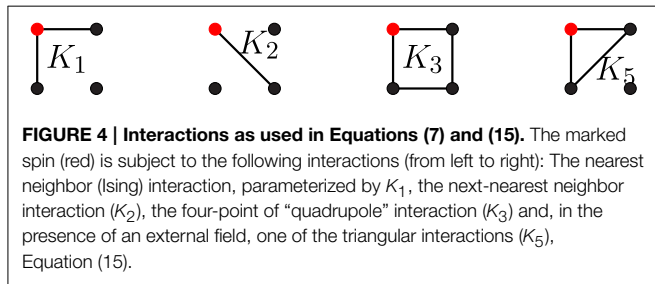 K1 K2 K3 K5
FIGURE 4 | Interactions as used in Equations (7) and (15). The marked
spin (red) is subject to the following interactions (from left to right): The nearest
neighbor (Ising) interaction, parameterized by K1, the next-nearest neighbor
interaction (K2), the four-point of “quadrupole” interaction (K3) and, in the
presence of an external field, one of the triangular interactions (K5),
Equation (15).